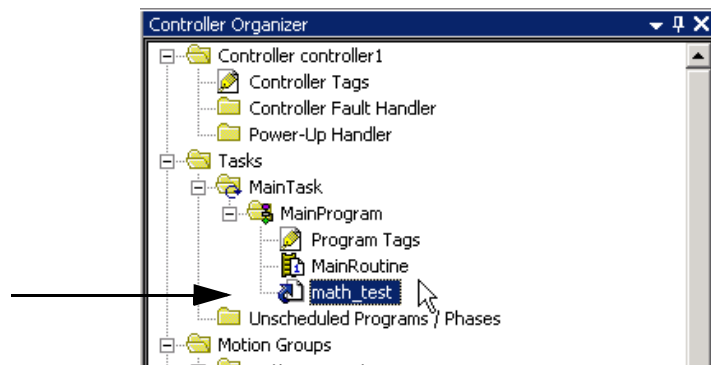 Controller Organizer
Controller controller1
Controller Tags
Controller Fault Handler
Power-Up Handler
Tasks
MainTask
MainProgram
Program Tags
MainRoutine
math_test
Unscheduled Programs / Phases
Motion Groups